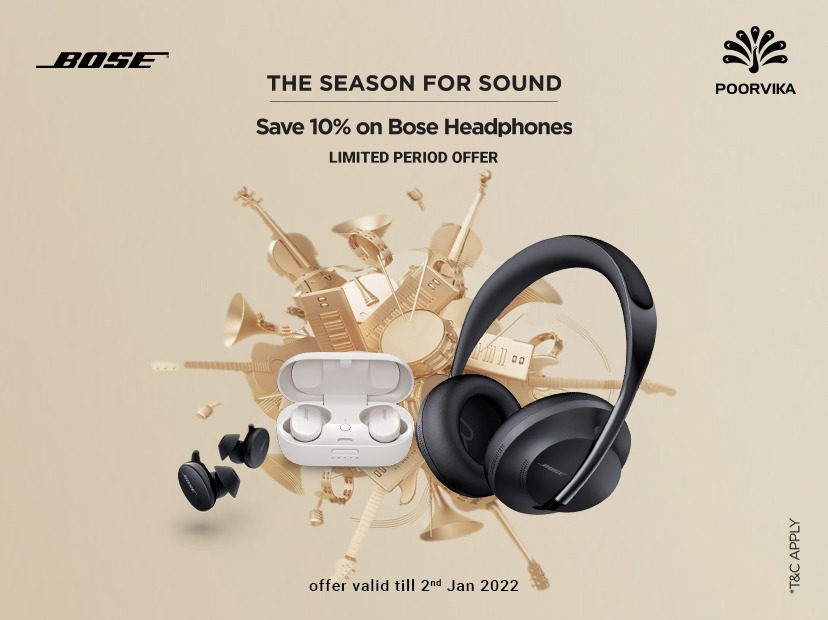 BOSE
POORVIKA
THE SEASON FOR SOUND
Save 10% on Bose Headphones
LIMITED PERIOD OFFER
BOSE
offer valid till 2nd Jan 2022
*T&C APPLY